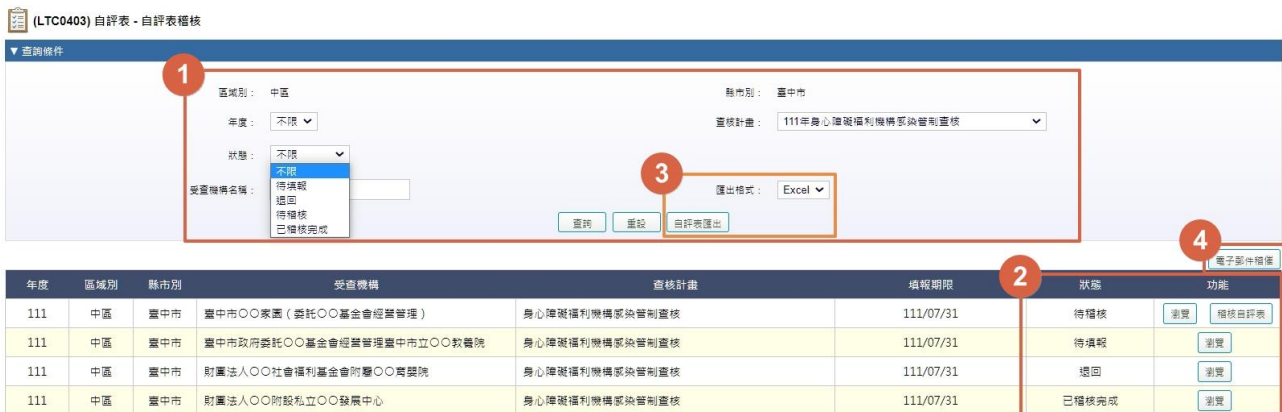 (LTC0403) 自評表 - 自評表稽核
▼ 查詢條件
1
區域別： 中區 縣市別： 臺中市
年度： 不限 查核計畫： 111年身心障礙福利機構感染管制查核
狀態： 不限
不限
待填報
退回
待稽核
已稽核完成
受查機構名稱：
3
匯出格式： Excel
查詢 重設 自評表匯出
4
電子郵件稽催
2
年度 區域別 縣市別 受查機構 查核計畫 填報期限 狀態 功能
111 中區 臺中市 臺中市○○家園（委託○○基金會經營管理） 身心障礙福利機構感染管制查核 111/07/31 待稽核 瀏覽 稽核自評表
111 中區 臺中市 臺中市政府委託○○基金會經營管理臺中市立○○教養院 身心障礙福利機構感染管制查核 111/07/31 待填報 瀏覽
111 中區 臺中市 財團法人○○社會福利基金會附屬○○育嬰院 身心障礙福利機構感染管制查核 111/07/31 退回 瀏覽
111 中區 臺中市 財團法人○○附設私立○○發展中心 身心障礙福利機構感染管制查核 111/07/31 已稽核完成 瀏覽